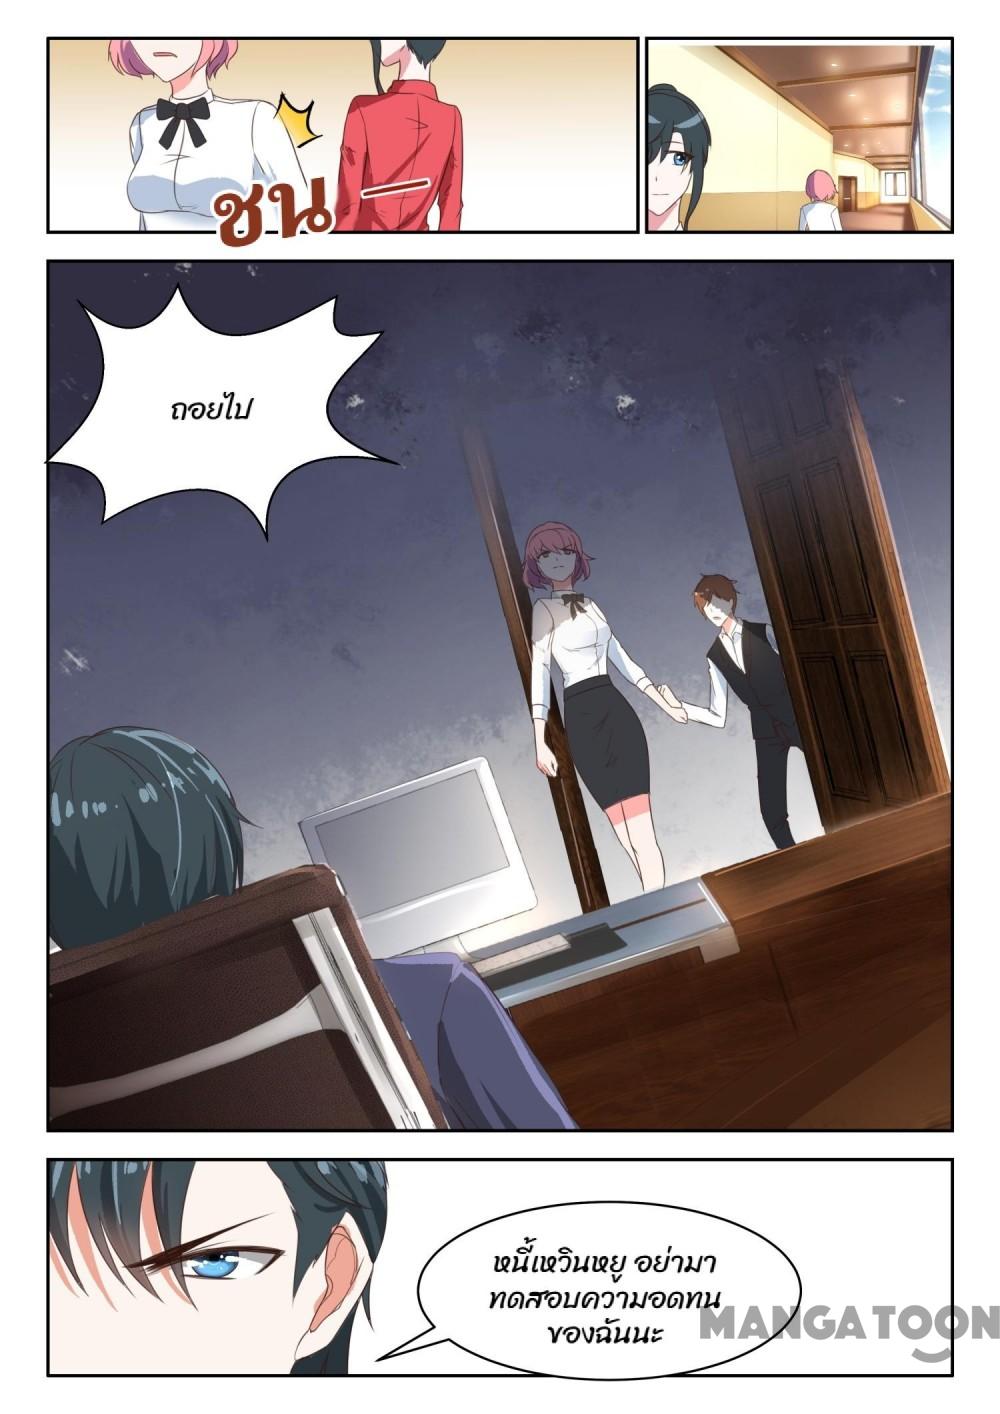 ชน
ถอยไป
หนี้เหวินหยู อย่ามา
ทดสอบความอดทน
ของฉันนะ
MANGATOON